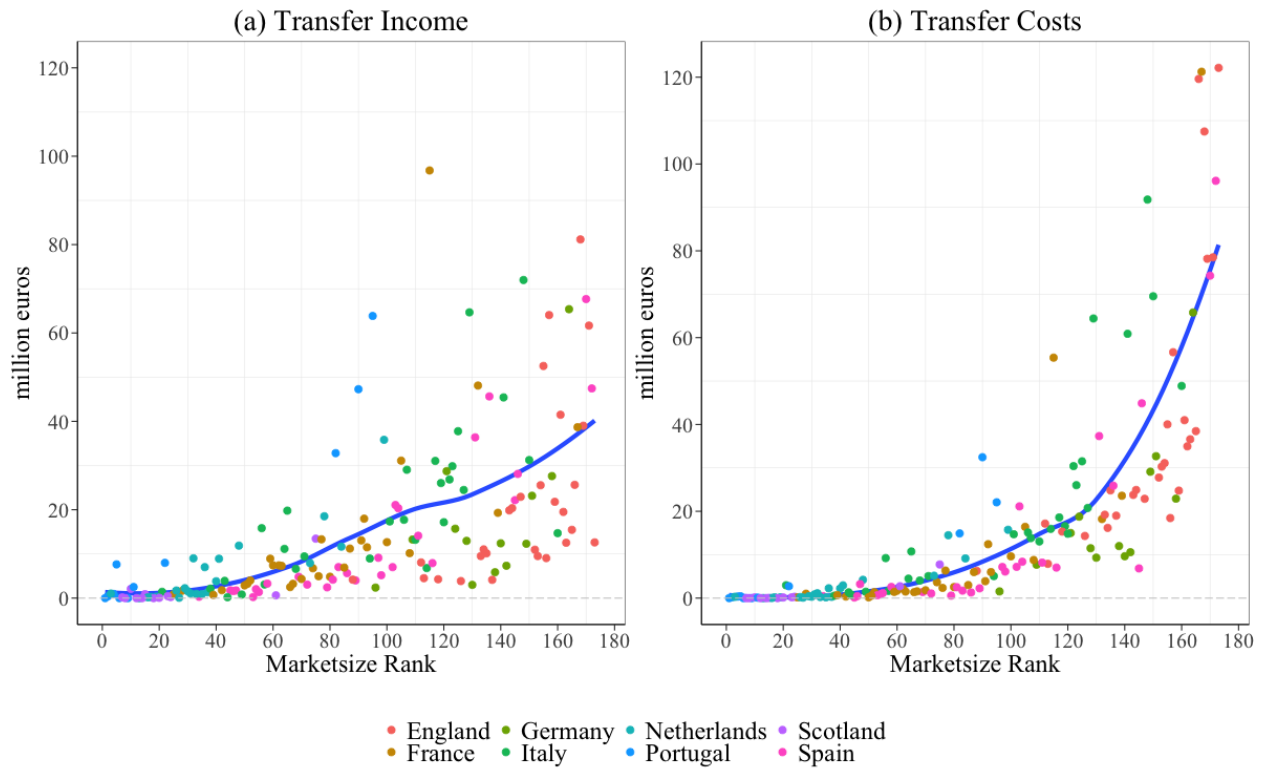 (a) Transfer Income
(b) Transfer Costs
million euros
120
100
80
60
40
20
0
0 20 40 60 80 100 120 140 160 180
Marketsize Rank
million euros
120
100
80
60
40
20
0
0 20 40 60 80 100 120 140 160 180
Marketsize Rank
England Germany Netherlands Scotland
France Italy Portugal Spain